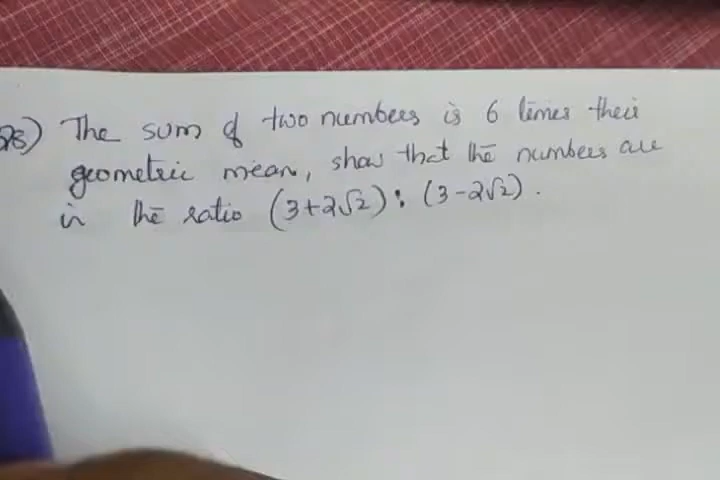 28) The sum of two numbers is 6 times their
geometric mean, show that the numbers are
in the ratio (3+2√2) : (3-2√2).